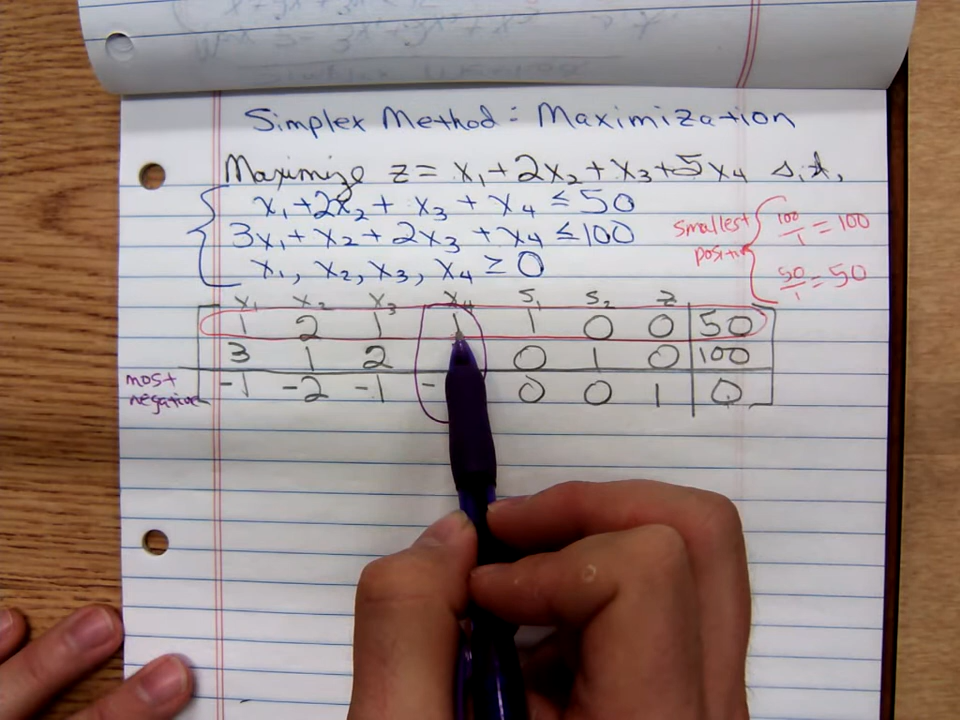 Simplex Method: Maximization
Maximize z = x₁+2x₂+x₃+5x₄ s.t.
x₁+2x₂+x₃+x₄≤50
3x₁+x₂+2x₃+x₄≤100
x₁, x₂, x₃, x₄ ≥ 0
smallest positive
100/1 = 100
50/1 = 50
x₁ x₂ x₃ x₄ s₁ s₂ z
1 2 1 1 1 0 0 50
3 1 2 0 1 0 100
most negative
-1 -2 -1 - 0 0 1 0